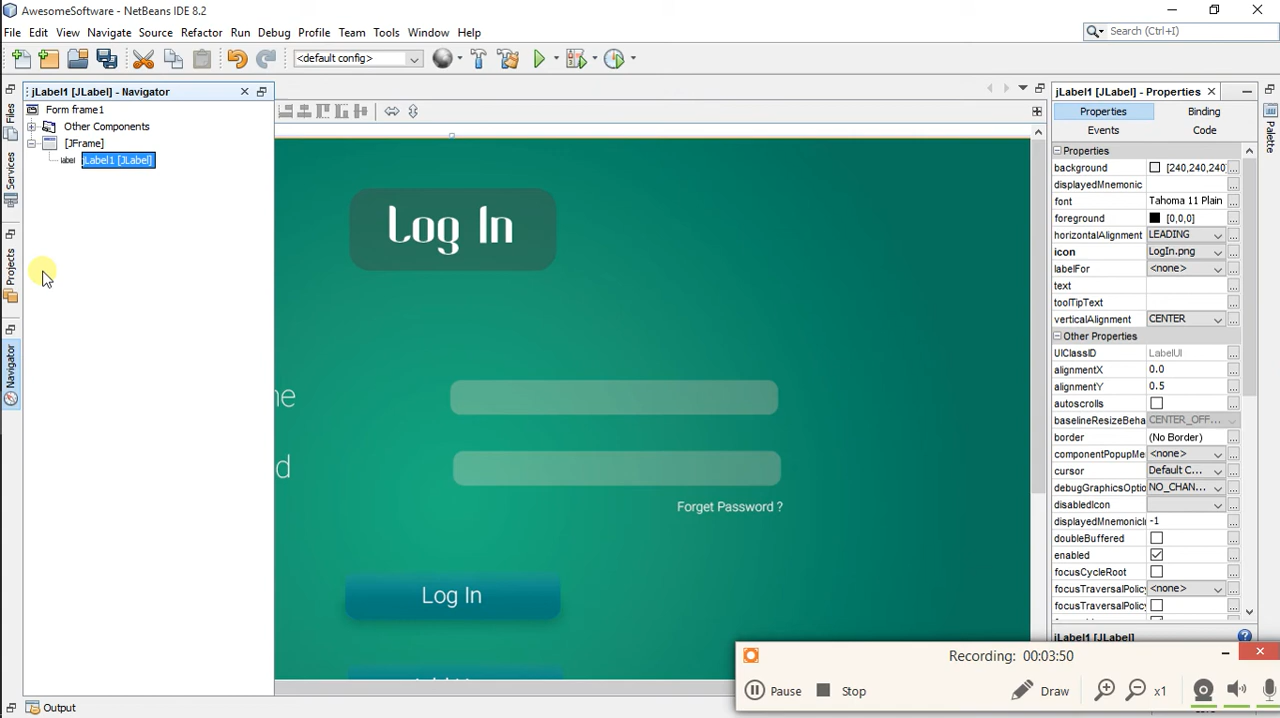 AwesomeSoftware - NetBeans IDE 8.2
File Edit View Navigate Source Refactor Run Debug Profile Team Tools Window Help
Search (Ctrl+I)
<default config>
jLabel1 [JLabel] - Navigator
jLabel1 [JLabel] - Properties
Form frame1
Other Components
[JFrame]
label jLabel1 [JLabel]
Files
Services
Projects
Navigator
Log In
Forget Password ?
Log In
Palette
Properties Binding
Events Code
Properties
background [240,240,240
displayedMnemonic
font Tahoma 11 Plain
foreground [0,0,0]
horizontalAlignment LEADING
icon LogIn.png
labelFor <none>
text
toolTipText
verticalAlignment CENTER
Other Properties
UIClassID LabelUI
alignmentX 0.0
alignmentY 0.5
autoscrolls
baselineResizeBeha CENTER_OFF...
border (No Border)
componentPopupMe <none>
cursor Default C...
debugGraphicsOptio NO_CHAN...
disabledIcon
displayedMnemonicI -1
doubleBuffered
enabled
focusCycleRoot
focusTraversalPolicy <none>
focusTraversalPolicy
jLabel1 [JLabel]
Recording: 00:03:50
Pause Stop Draw x1
Output